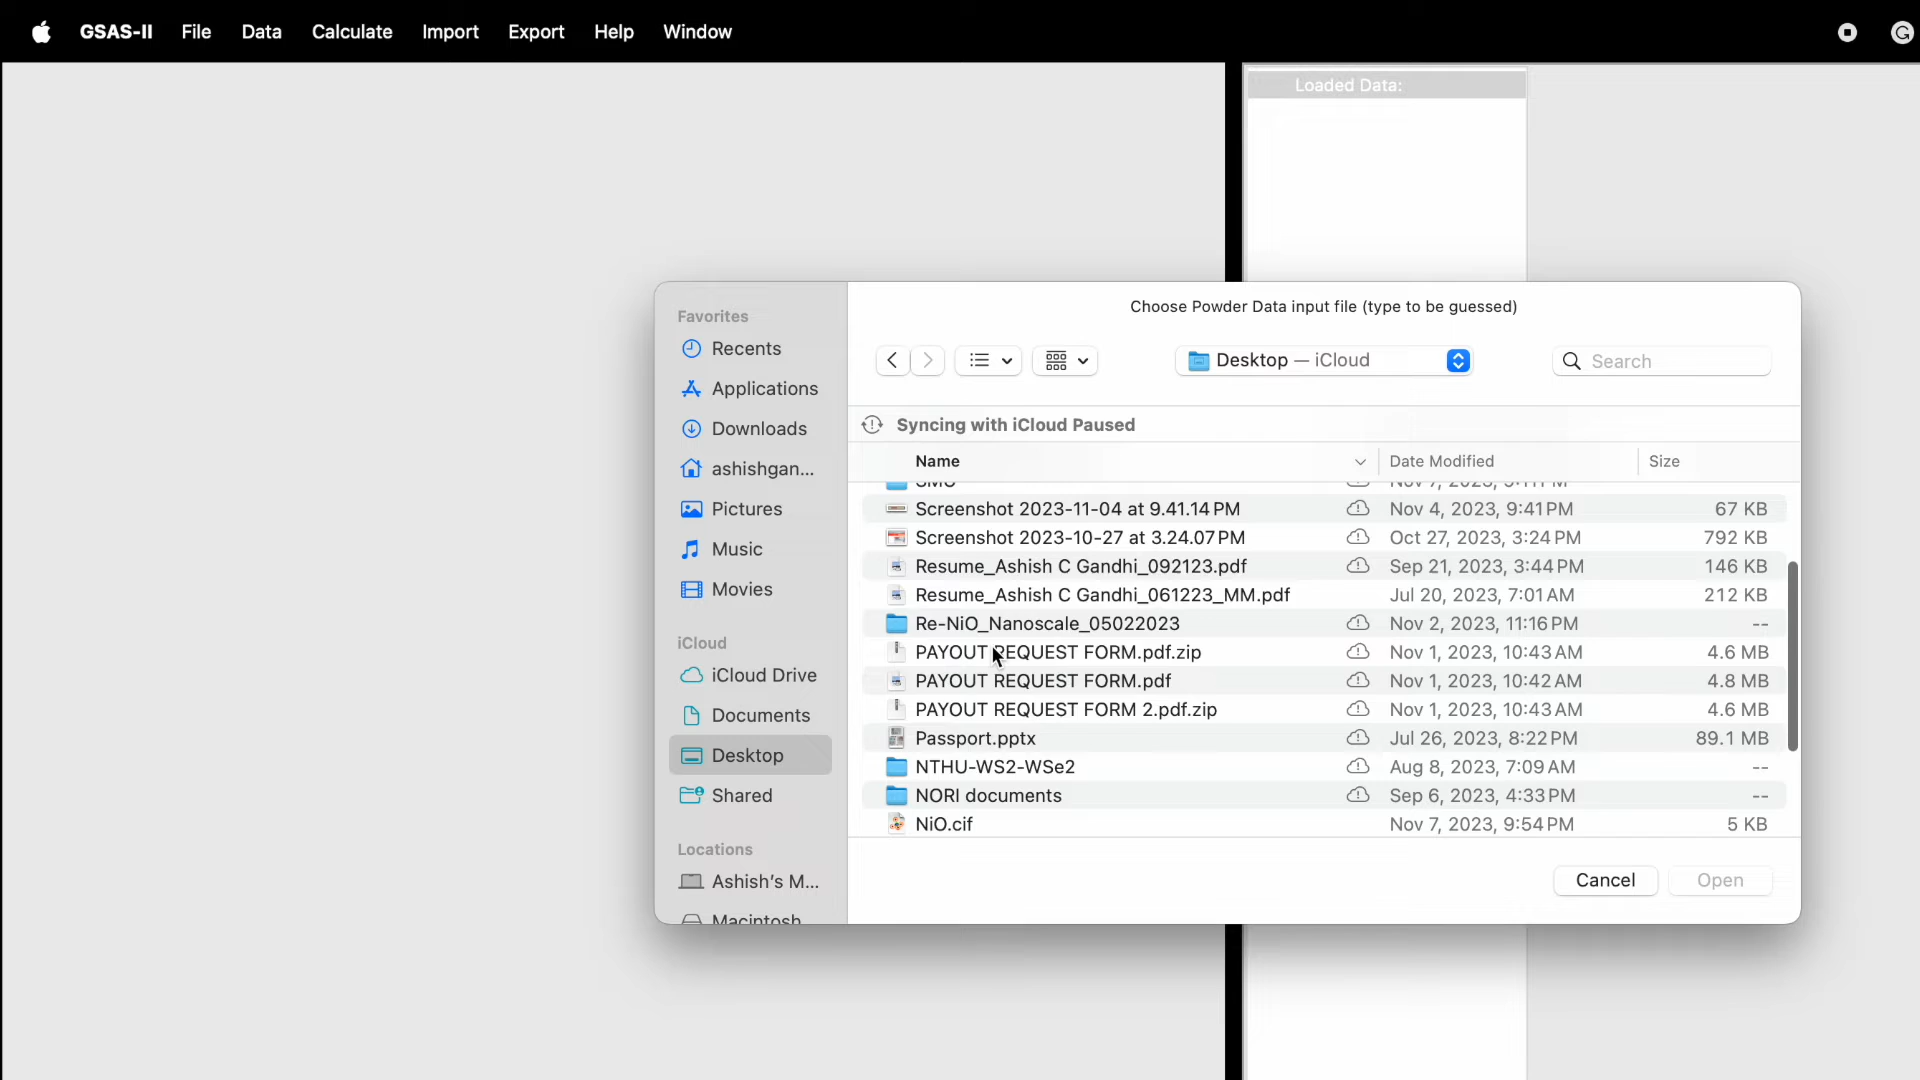 GSAS-II File Data Calculate Import Export Help Window
Loaded Data:
Choose Powder Data input file (type to be guessed)
Favorites
Recents
Applications
Downloads
ashishgan...
Pictures
Music
Movies
iCloud
iCloud Drive
Documents
Desktop
Shared
Locations
Ashish's M...
Macintosh
Desktop — iCloud
Search
Syncing with iCloud Paused
Name Date Modified Size
Screenshot 2023-11-04 at 9.41.14 PM Nov 4, 2023, 9:41 PM 67 KB
Screenshot 2023-10-27 at 3.24.07 PM Oct 27, 2023, 3:24 PM 792 KB
Resume_Ashish C Gandhi_092123.pdf Sep 21, 2023, 3:44 PM 146 KB
Resume_Ashish C Gandhi_061223_MM.pdf Jul 20, 2023, 7:01 AM 212 KB
Re-NiO_Nanoscale_05022023 Nov 2, 2023, 11:16 PM --
PAYOUT REQUEST FORM.pdf.zip Nov 1, 2023, 10:43 AM 4.6 MB
PAYOUT REQUEST FORM.pdf Nov 1, 2023, 10:42 AM 4.8 MB
PAYOUT REQUEST FORM 2.pdf.zip Nov 1, 2023, 10:43 AM 4.6 MB
Passport.pptx Jul 26, 2023, 8:22 PM 89.1 MB
NTHU-WS2-WSe2 Aug 8, 2023, 7:09 AM --
NORI documents Sep 6, 2023, 4:33 PM --
NiO.cif Nov 7, 2023, 9:54 PM 5 KB
Cancel Open